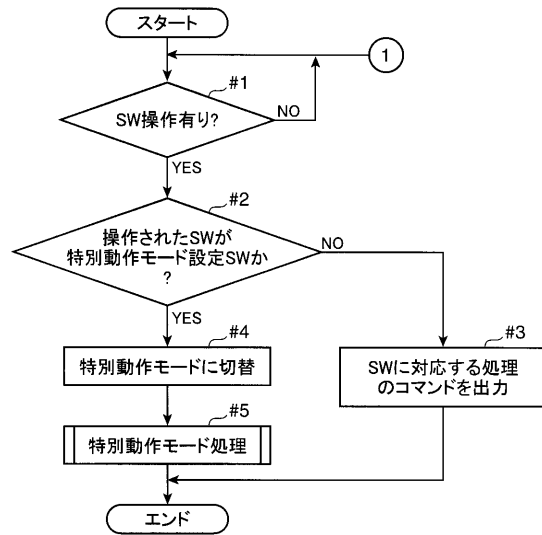 スタート
1
#1
SW操作有り?
NO
YES
#2
操作されたSWが
特別動作モード設定SWか
?
NO
YES
#4
特別動作モードに切替
#3
SWに対応する処理
のコマンドを出力
#5
特別動作モード処理
エンド